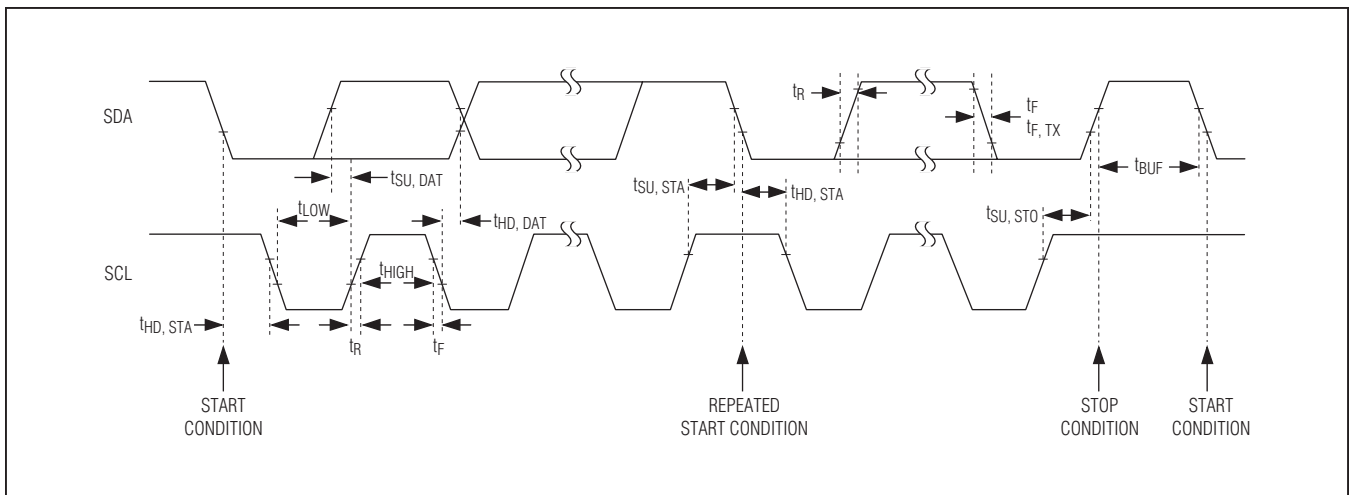 SDA
tR
tF
tF, TX
tSU, DAT
tSU, STA
tHD, STA
tBUF
tLOW
tHD, DAT
tSU, STO
SCL
tHIGH
tHD, STA
tR
tF
START
CONDITION
REPEATED
START CONDITION
STOP
CONDITION
START
CONDITION